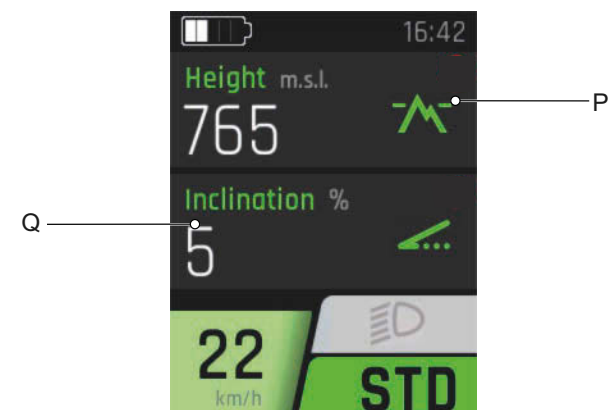 16:42
Height m.s.l.
765
P
Inclination %
Q
5
22
km/h
STD